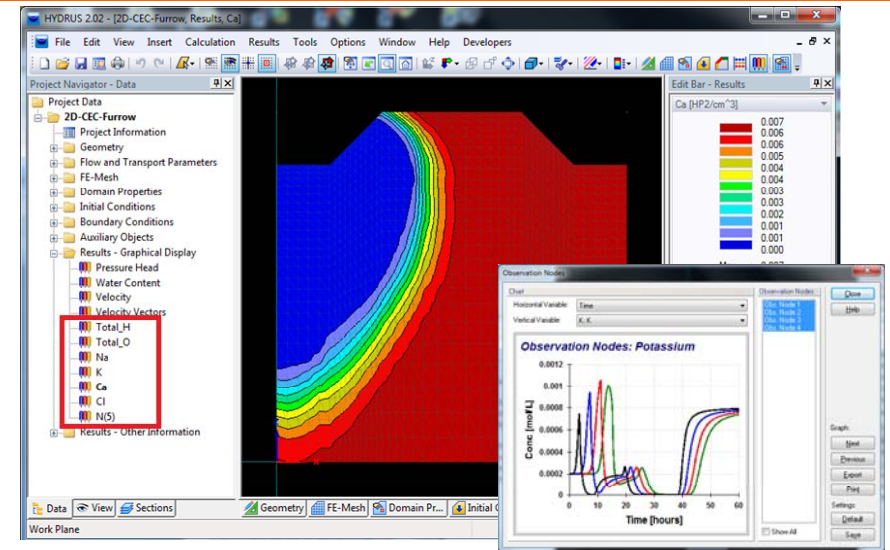 HYDRUS 2.02 - [2D-CEC-Furrow, Results, Ca]
File Edit View Insert Calculation Results Tools Options Window Help Developers
Project Navigator - Data
Project Data
2D-CEC-Furrow
Project Information
Geometry
Flow and Transport Parameters
FE-Mesh
Domain Properties
Initial Conditions
Boundary Conditions
Auxiliary Objects
Results - Graphical Display
Pressure Head
Water Content
Velocity
Velocity Vectors
Total_H
Total_O
Na
K
Ca
Cl
N(5)
Results - Other Information
Data View Sections
Work Plane
Geometry FE-Mesh Domain Pr... Initial
Edit Bar - Results
Ca [HP2/cm^3]
0.007
0.006
0.006
0.005
0.004
0.004
0.003
0.003
0.002
0.001
0.001
0.000
Observation Nodes
Chart
Horizontal Variable: Time
Vertical Variable: K, K
Observation Nodes: Potassium
Conc [mol/L]
0.0012
0.001
0.0008
0.0006
0.0004
0.0002
0
0 10 20 30 40 50 60
Time [hours]
Observation Nodes
Obs. Node 1
Obs. Node 2
Obs. Node 3
Obs. Node 4
Show All
Close
Help
Graph:
Next
Previous
Export
Print
Settings:
Default
Save